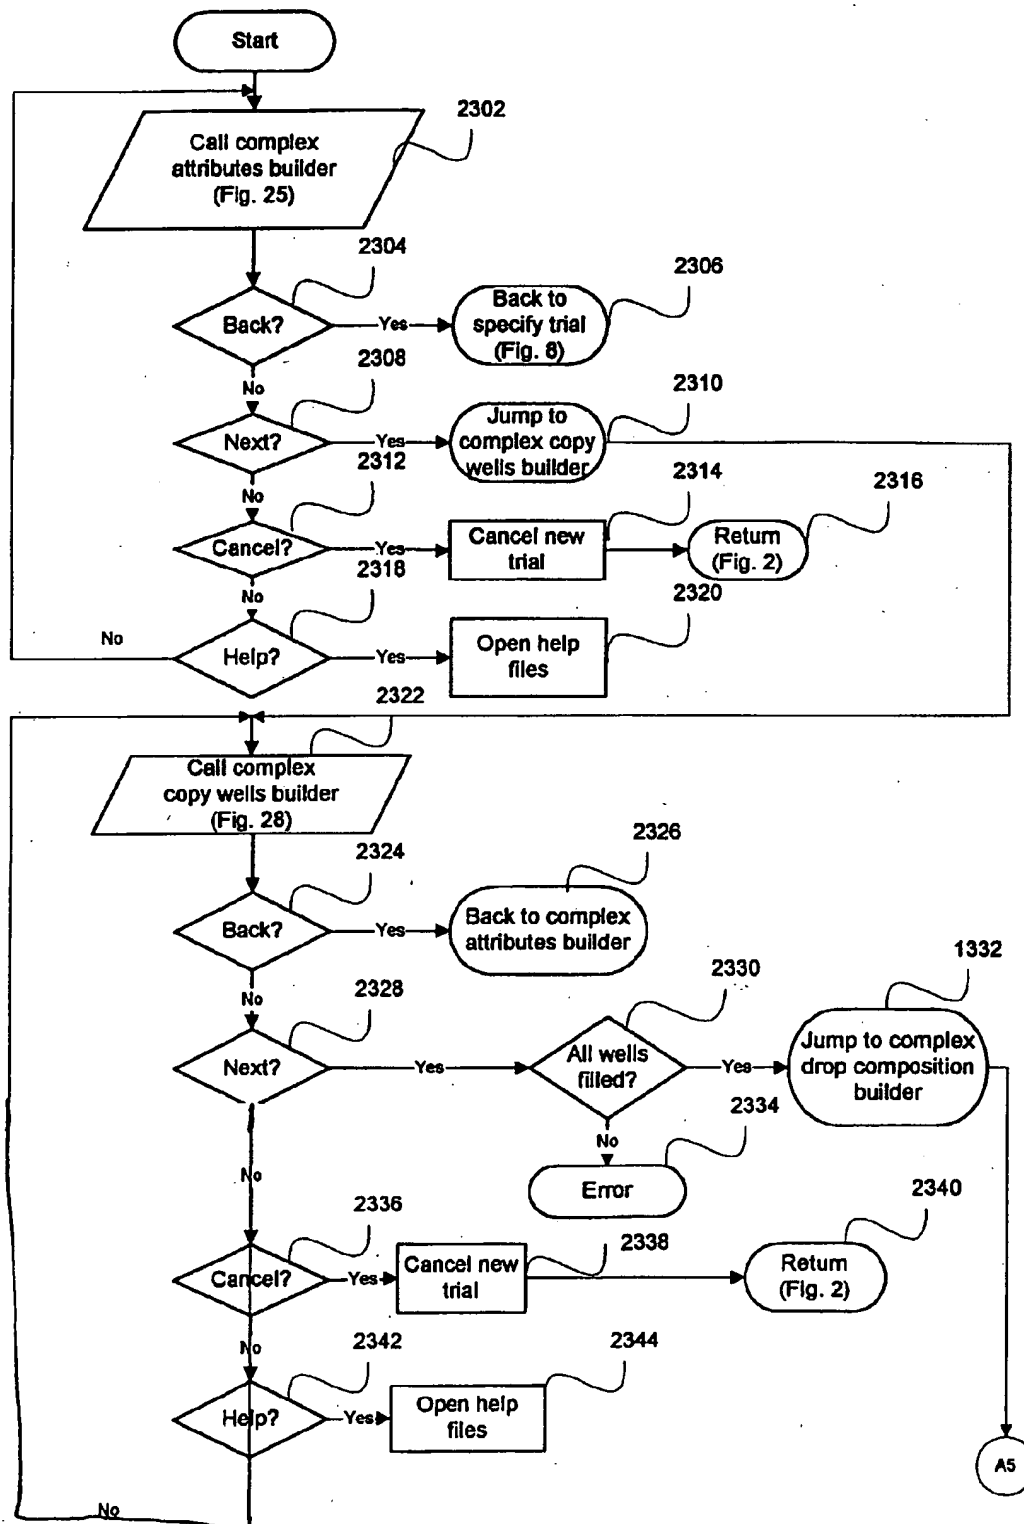 Start
2302
Call complex
attributes builder
(Fig. 25)
2304
2306
Back?
Yes
Back to
specify trial
(Fig. 8)
No
2308
2310
Next?
Yes
Jump to
complex copy
wells builder
No
2312
2314
2316
Cancel?
Yes
Cancel new
trial
Return
(Fig. 2)
No
2318
2320
No
Help?
Yes
Open help
files
2322
Call complex
copy wells builder
(Fig. 28)
2324
2326
Back?
Yes
Back to complex
attributes builder
No
2328
2330
1332
Next?
Yes
All wells
filled?
Yes
Jump to complex
drop composition
builder
No
2334
Error
No
2336
2338
2340
Cancel?
Yes
Cancel new
trial
Return
(Fig. 2)
No
2342
2344
Help?
Yes
Open help
files
A5
No